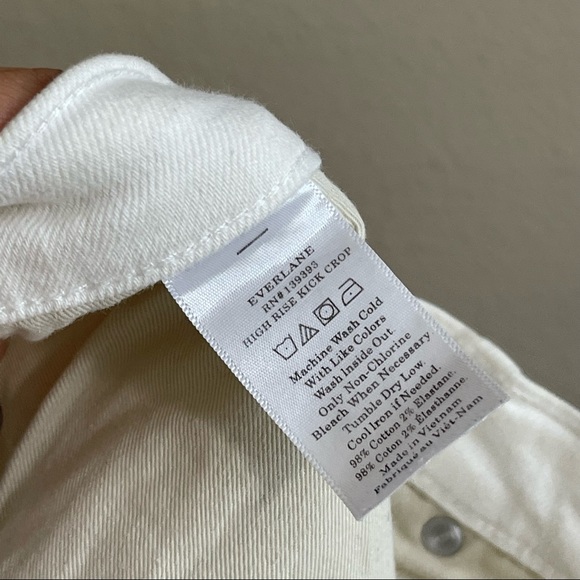 EVERLANE
RN# 139393
HIGH RISE KICK CROP
Machine Wash Cold
With Like Colors
Wash Inside Out.
Only Non-Chlorine
Bleach When Necessary
Tumble Dry Low.
Cool Iron if Needed.
98% Cotton 2% Elastane.
98% Coton 2% Élasthanne.
Made in Vietnam
Fabriqué au Viêt-Nam